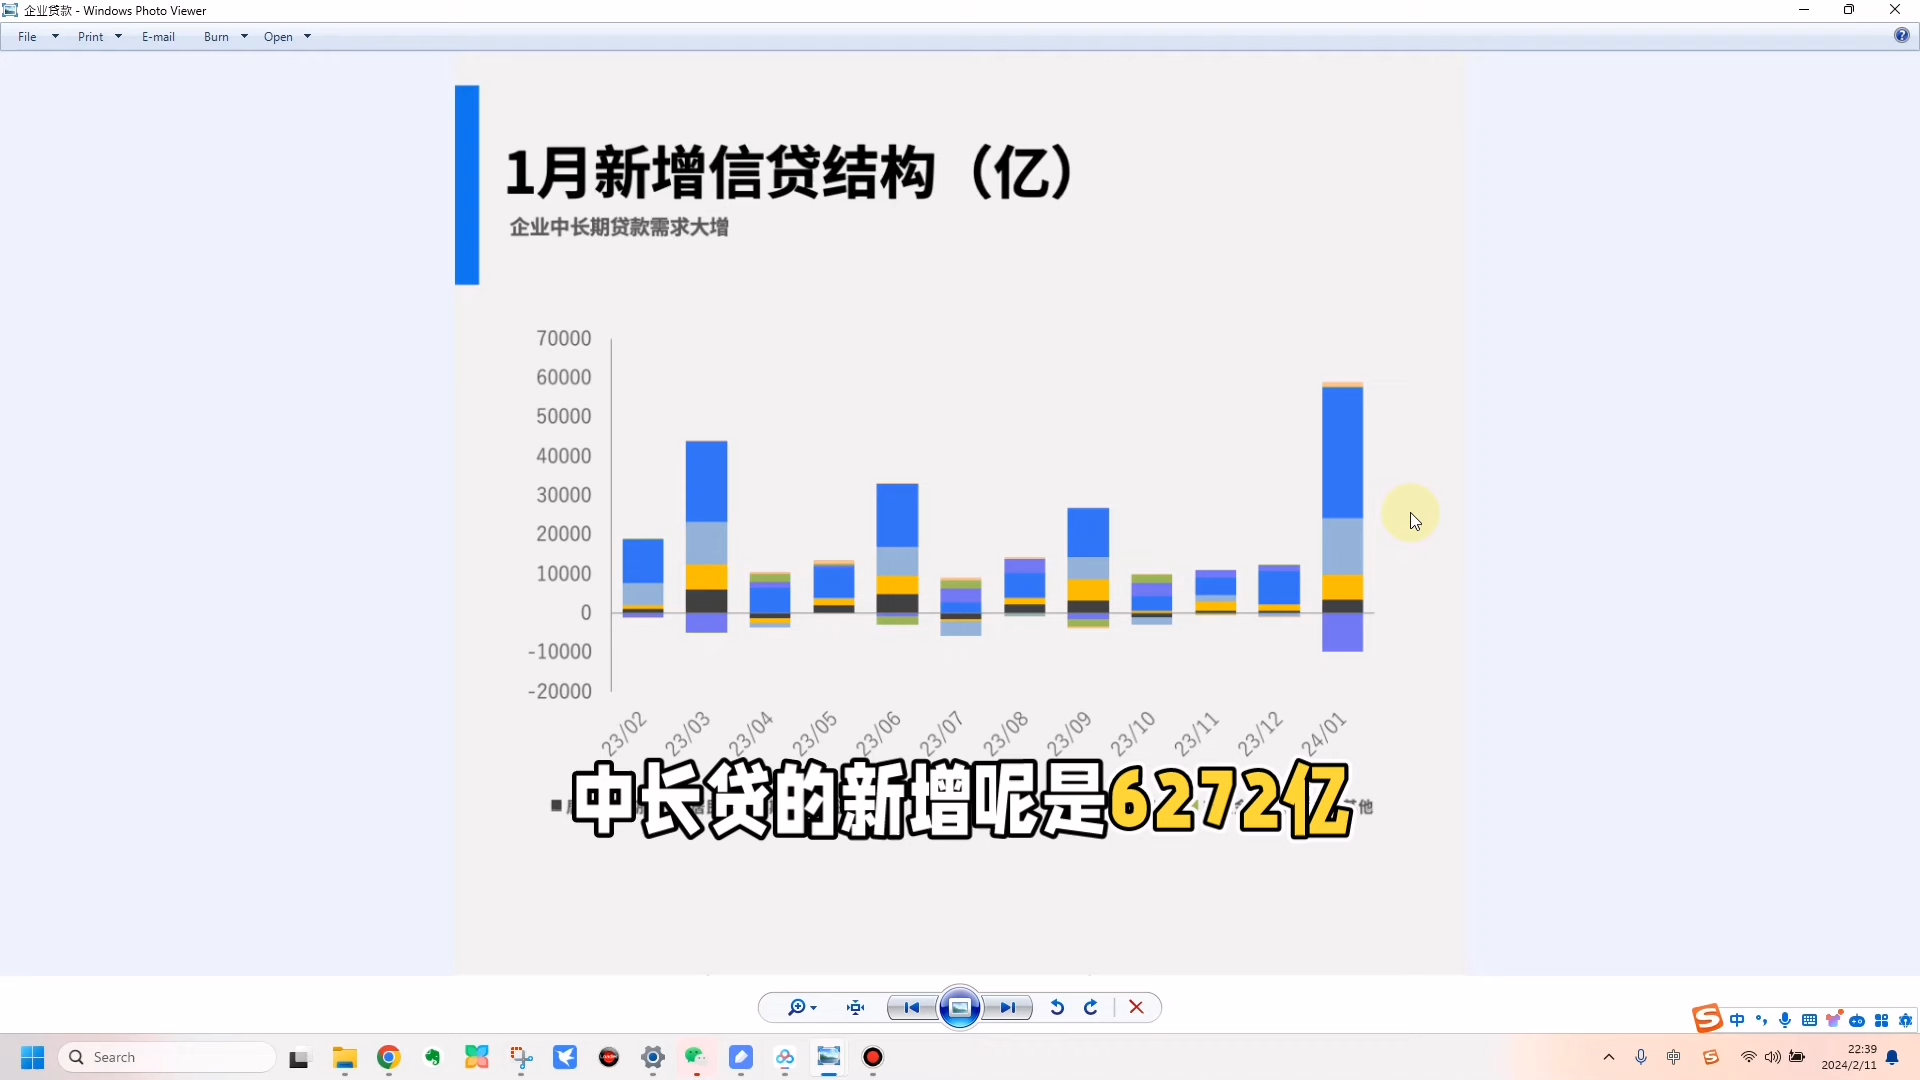 企业贷款 - Windows Photo Viewer
File Print E-mail Burn Open
1月新增信贷结构（亿）
企业中长期贷款需求大增
70000
60000
50000
40000
30000
20000
10000
0
-10000
-20000
23/02 23/03 23/04 23/05 23/06 23/07 23/08 23/09 23/10 23/11 23/12 24/01
中长贷的新增呢是6272亿
其他
中
Search
中
22:39
2024/2/11